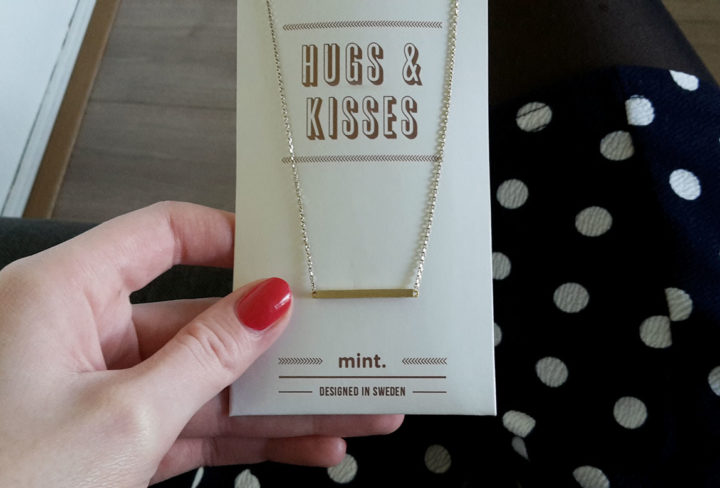 HUGS &
KISSES
mint.
DESIGNED IN SWEDEN